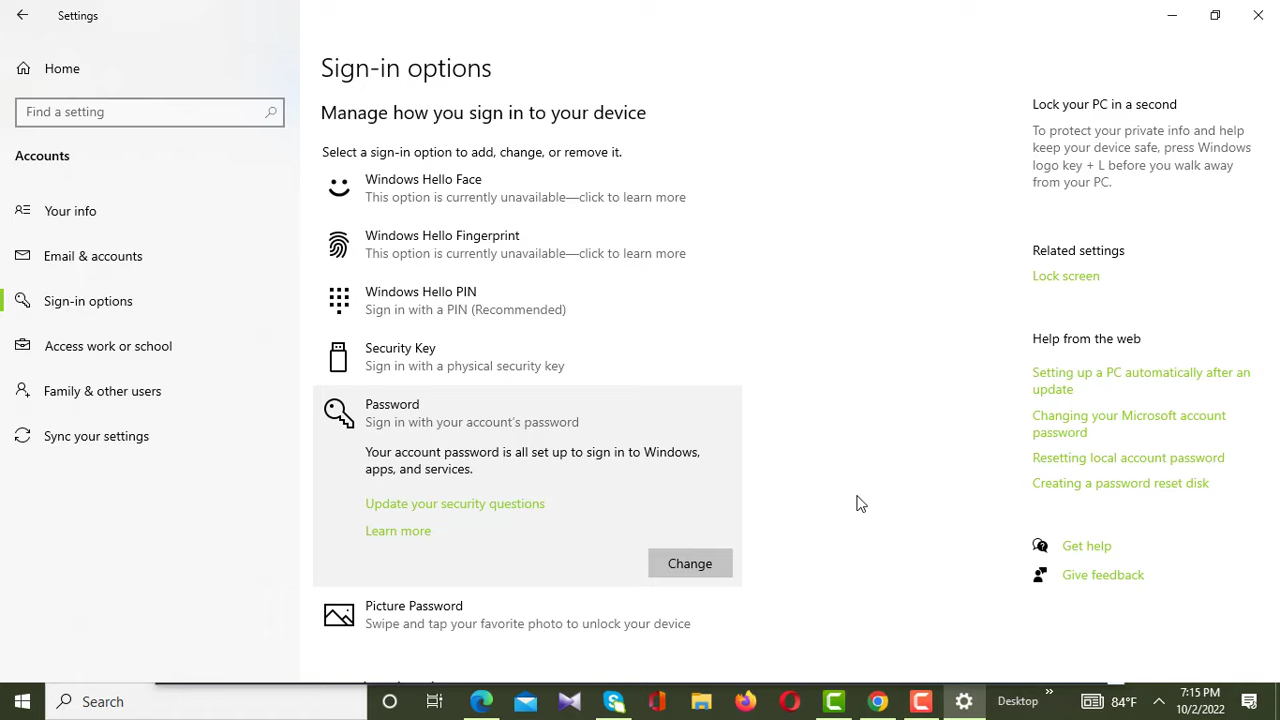 Settings
Home
Find a setting
Accounts
Your info
Email & accounts
Sign-in options
Access work or school
Family & other users
Sync your settings
Sign-in options
Manage how you sign in to your device
Select a sign-in option to add, change, or remove it.
Windows Hello Face
This option is currently unavailable—click to learn more
Windows Hello Fingerprint
This option is currently unavailable—click to learn more
Windows Hello PIN
Sign in with a PIN (Recommended)
Security Key
Sign in with a physical security key
Password
Sign in with your account's password
Your account password is all set up to sign in to Windows,
apps, and services.
Update your security questions
Learn more
Change
Picture Password
Swipe and tap your favorite photo to unlock your device
Lock your PC in a second
To protect your private info and help
keep your device safe, press Windows
logo key + L before you walk away
from your PC.
Related settings
Lock screen
Help from the web
Setting up a PC automatically after an
update
Changing your Microsoft account
password
Resetting local account password
Creating a password reset disk
Get help
Give feedback
Search
Desktop
84°F
7:15 PM
10/2/2022